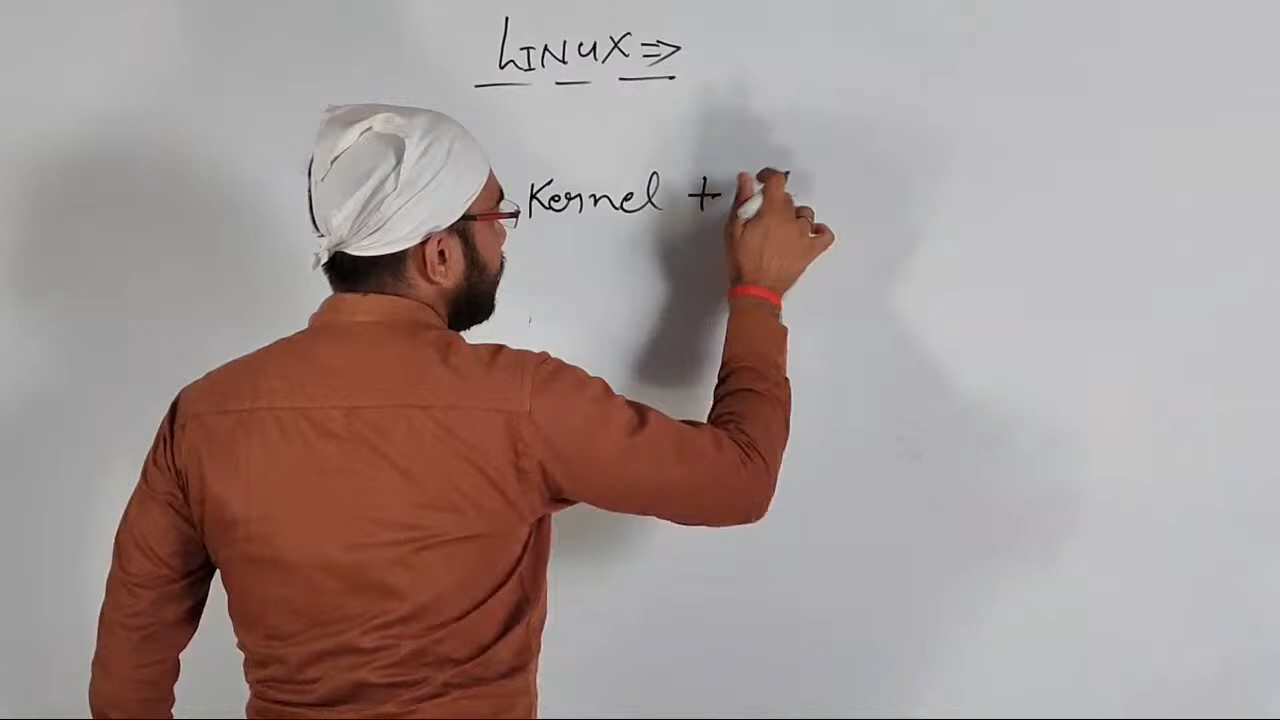 LINUX ⇒
Kernel +